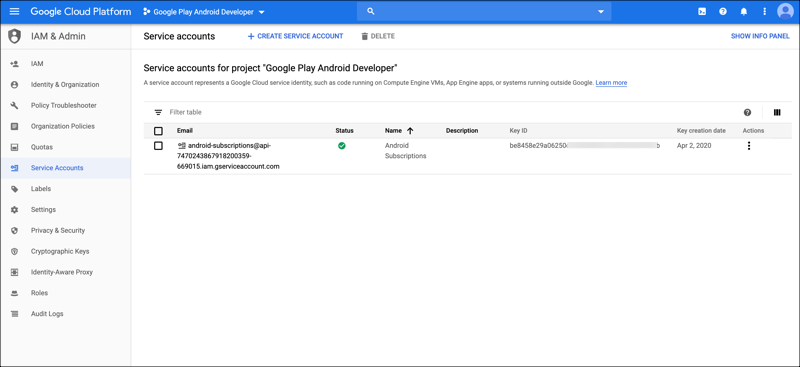 Google Cloud Platform
Google Play Android Developer
IAM & Admin
Service accounts
CREATE SERVICE ACCOUNT
DELETE
SHOW INFO PANEL
IAM
Identity & Organization
Policy Troubleshooter
Organization Policies
Quotas
Service Accounts
Labels
Settings
Privacy & Security
Cryptographic Keys
Identity-Aware Proxy
Roles
Audit Logs
Service accounts for project "Google Play Android Developer"
A service account represents a Google Cloud service identity, such as code running on Compute Engine VMs, App Engine apps, or systems running outside Google. Learn more
Filter table
Email Status Name Description Key ID Key creation date Actions
android-subscriptions@api-
7470243867918200359-
669015.iam.gserviceaccount.com
Android
Subscriptions
be8458e29a06250
b
Apr 2, 2020